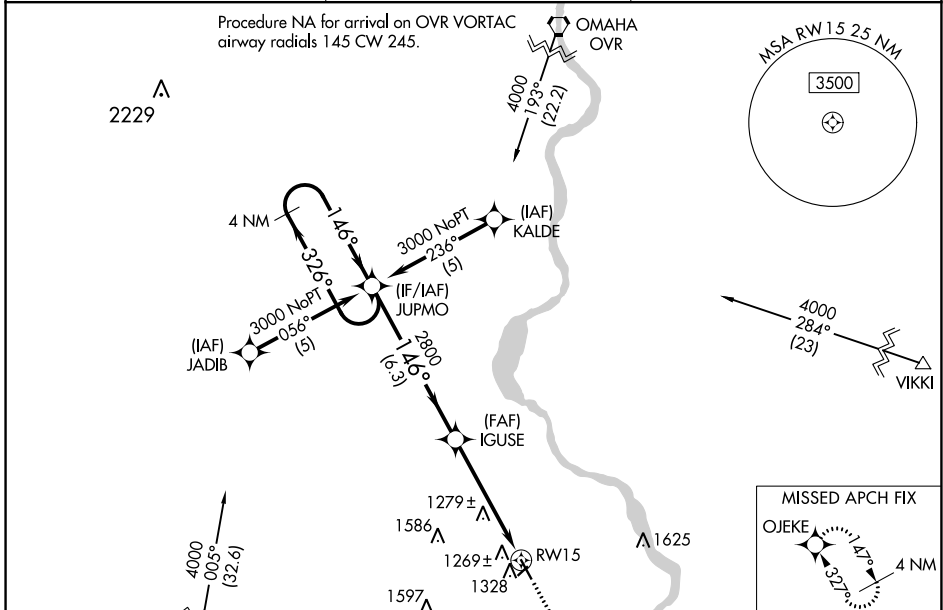 Procedure NA for arrival on OVR VORTAC
airway radials 145 CW 245.
OMAHA
OVR
4000
193°
(22.2)
MSA RW15 25 NM
3500
2229
4 NM
146°
326°
3000 NoPT
236°
(5)
(IAF)
KALDE
(IF/IAF)
JUPMO
3000 NoPT
056°
(5)
(IAF)
JADIB
2800
146°
(6.3)
4000
284°
(23)
VIKKI
(FAF)
IGUSE
1279±
1586
1269±
1328
RW15
1625
1597
4000
005°
(32.6)
MISSED APCH FIX
OJEKE
147°
327°
4 NM